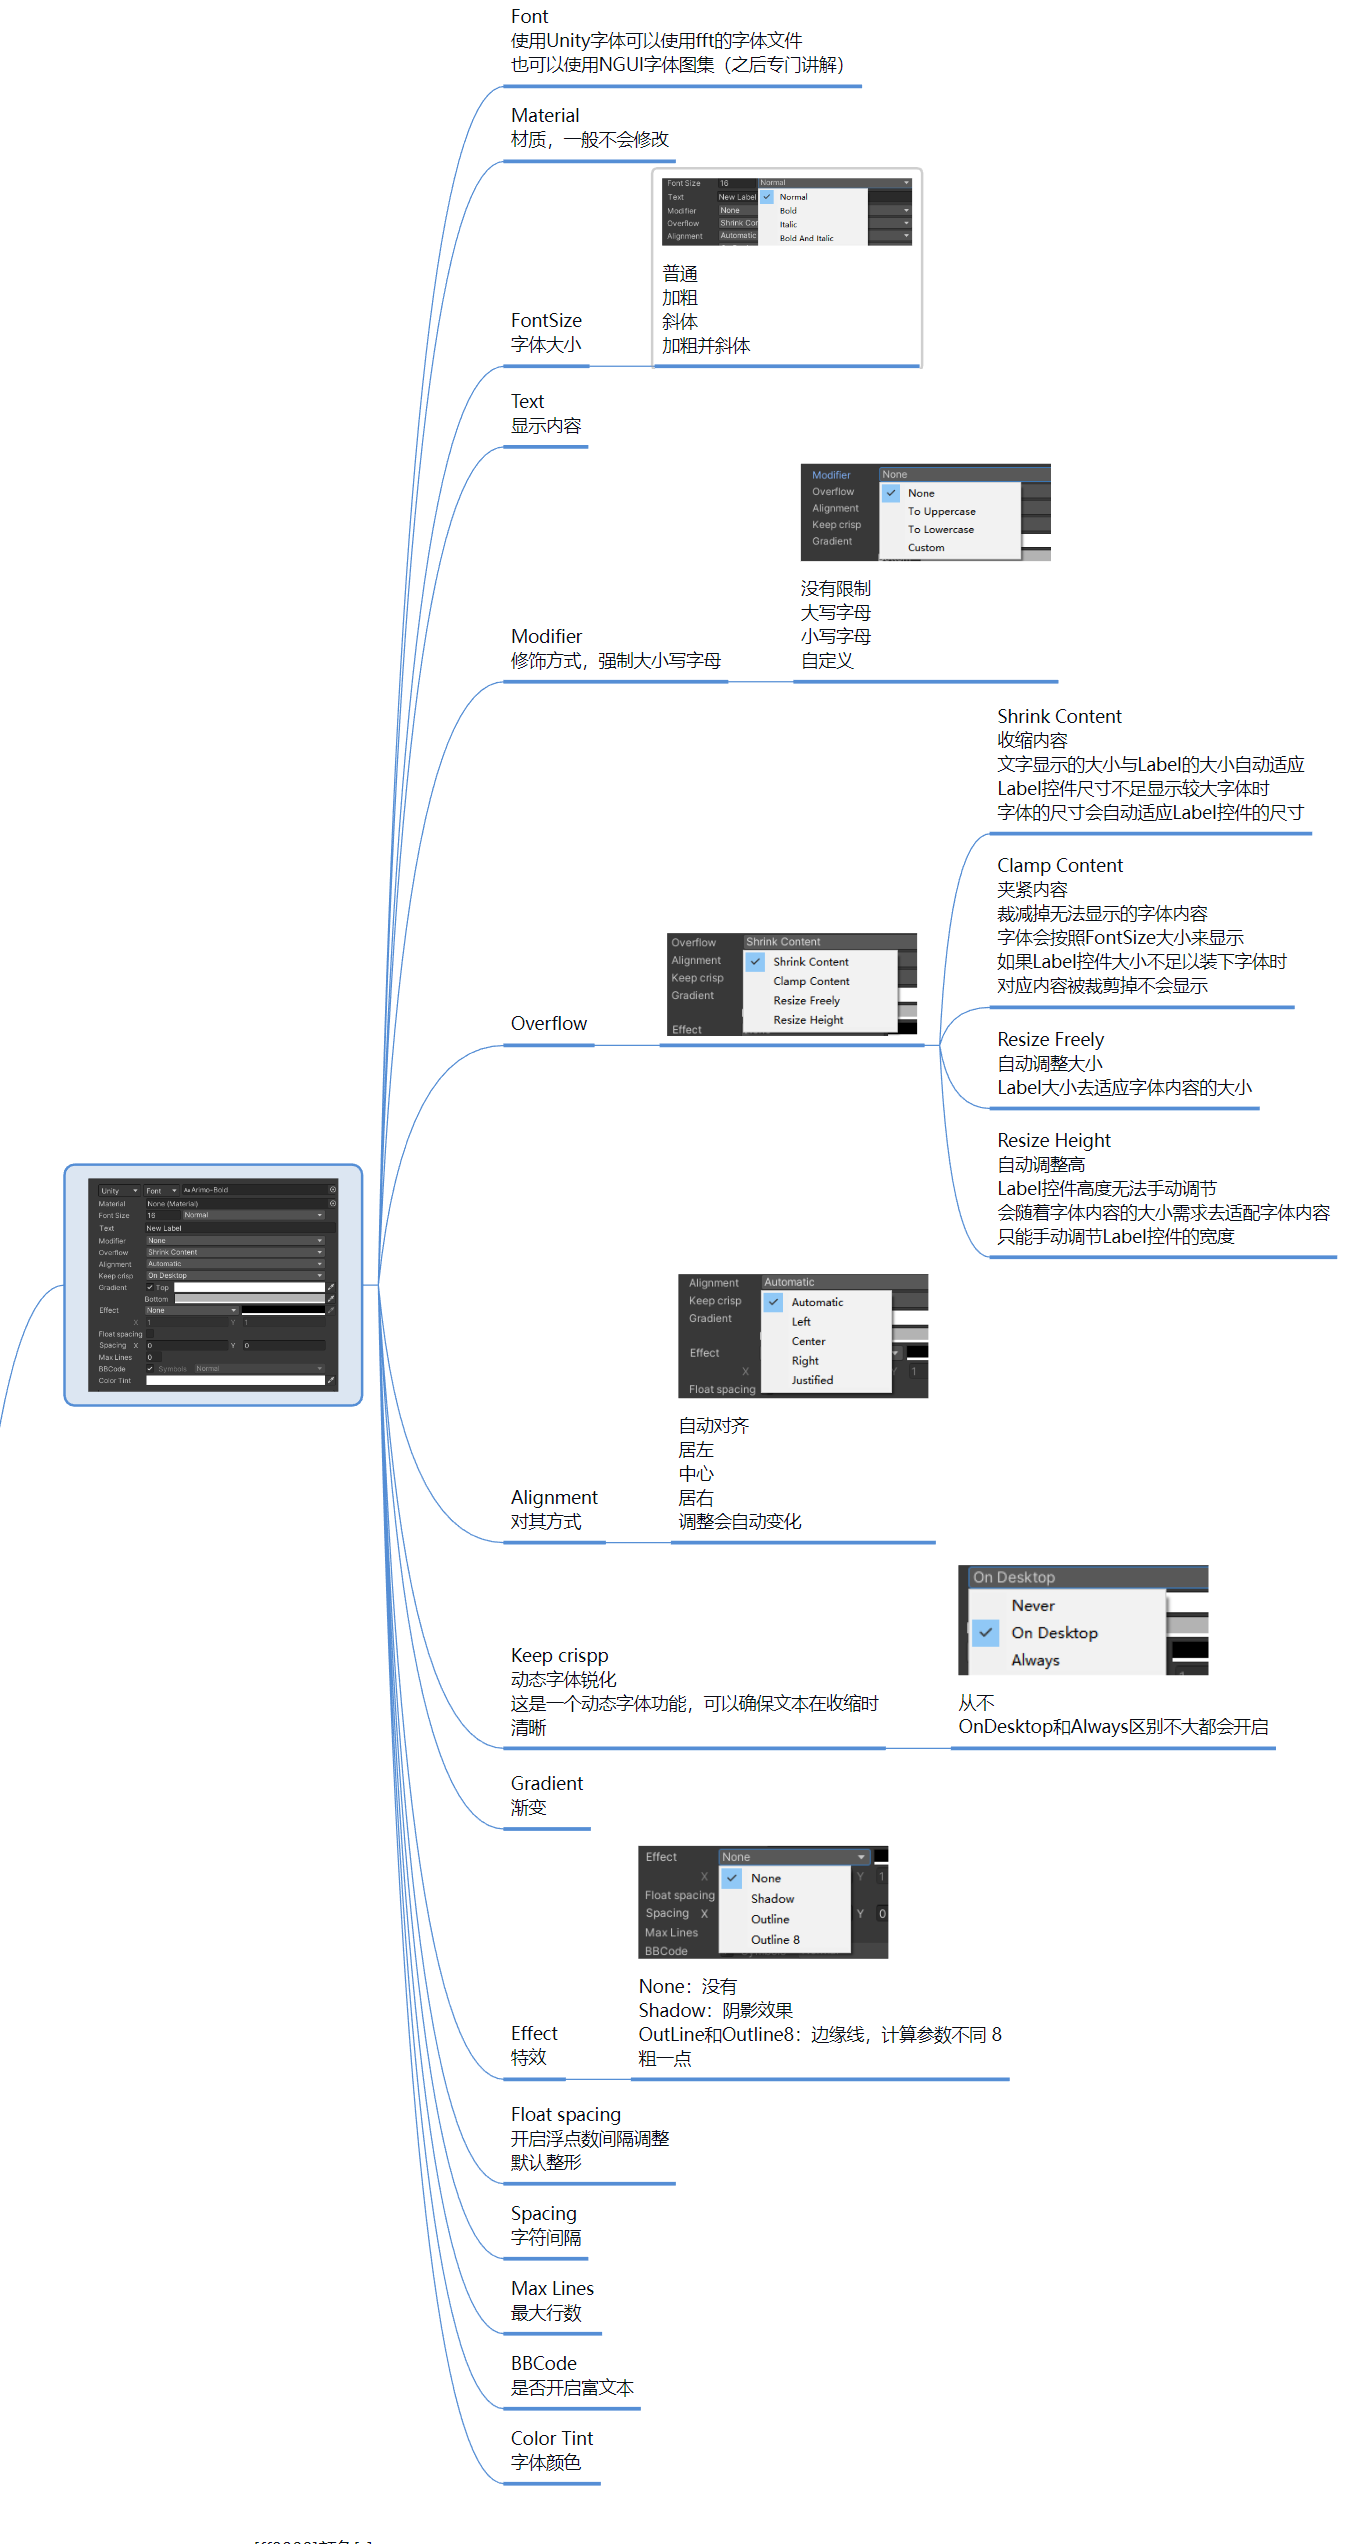 Font
使用Unity字体可以使用fft的字体文件
也可以使用NGUI字体图集（之后专门讲解）
Material
材质，一般不会修改
Font Size 16 Normal
Text New Label Normal
Modifier None Bold
Overflow Shrink Con Italic
Alignment Automatic Bold And Italic
普通
加粗
斜体
加粗并斜体
FontSize
字体大小
Text
显示内容
Modifier None
Overflow None
Alignment To Uppercase
Keep crisp To Lowercase
Gradient Custom
没有限制
大写字母
小写字母
自定义
Modifier
修饰方式，强制大小写字母
Shrink Content
收缩内容
文字显示的大小与Label的大小自动适应
Label控件尺寸不足显示较大字体时
字体的尺寸会自动适应Label控件的尺寸
Clamp Content
夹紧内容
裁减掉无法显示的字体内容
字体会按照FontSize大小来显示
如果Label控件大小不足以装下字体时
对应内容被裁剪掉不会显示
Overflow Shrink Content
Alignment Shrink Content
Keep crisp Clamp Content
Gradient Resize Freely
Effect Resize Height
Overflow
Resize Freely
自动调整大小
Label大小去适应字体内容的大小
Resize Height
自动调整高
Label控件高度无法手动调节
会随着字体内容的大小需求去适配字体内容
只能手动调节Label控件的宽度
Unity Font Arimo-Bold
Material None (Material)
Font Size 16 Normal
Text New Label
Modifier None
Overflow Shrink Content
Alignment Automatic
Keep crisp On Desktop
Gradient Top
Bottom
Effect None
X 1 Y 1
Float spacing
Spacing X 0 Y 0
Max Lines 0
BBCode Symbols Normal
Color Tint
Alignment Automatic
Keep crisp Automatic
Gradient Left
Center
Effect Right
X Justified Y 1
Float spacing
自动对齐
居左
中心
居右
调整会自动变化
Alignment
对其方式
On Desktop
Never
On Desktop
Always
从不
OnDesktop和Always区别不大都会开启
Keep crispp
动态字体锐化
这是一个动态字体功能，可以确保文本在收缩时
清晰
Gradient
渐变
Effect None
X None Y 1
Float spacing Shadow
Spacing X Outline Y 0
Max Lines Outline 8
BBCode
None：没有
Shadow：阴影效果
OutLine和Outline8：边缘线，计算参数不同 8
粗一点
Effect
特效
Float spacing
开启浮点数间隔调整
默认整形
Spacing
字符间隔
Max Lines
最大行数
BBCode
是否开启富文本
Color Tint
字体颜色